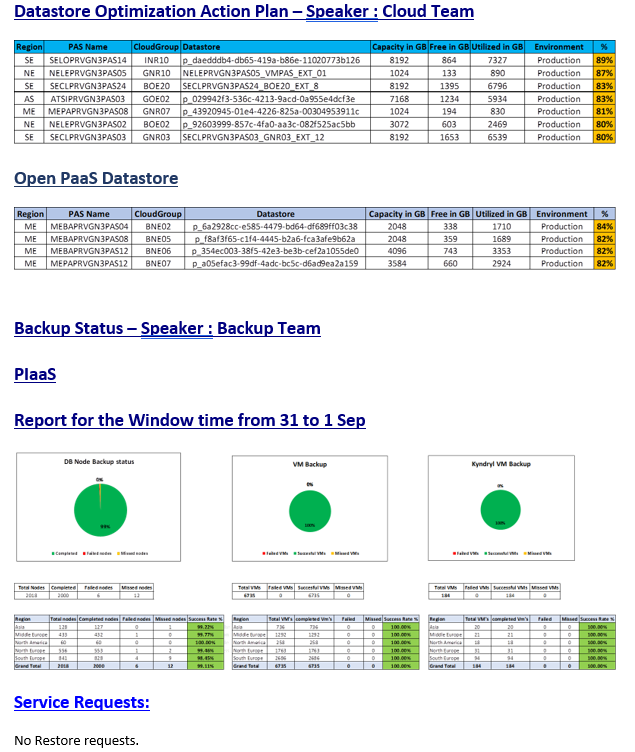 Datastore Optimization Action Plan – Speaker : Cloud Team
Region PAS Name CloudGroup Datastore Capacity in GB Free in GB Utilized in GB Environment %
SE SELOPRVGN3PAS14 INR10 p_daedddb4-db65-419a-b86e-11020773b126 8192 864 7327 Production 89%
NE NELEPRVGN3PAS05 GNR10 NELEPRVGN3PAS05_VMPAS_EXT_01 1024 133 890 Production 87%
SE SECLPRVGN3PAS24 BOE20 SECLPRVGN3PAS24_BOE20_EXT_8 8192 1395 6796 Production 83%
AS ATSIPRVGN3PAS03 GOE02 p_029942f3-536c-4213-9acd-0a955e4dcf3e 7168 1234 5934 Production 83%
ME MEPAPRVGN3PAS08 GNR07 p_43920945-01e4-4226-825a-00304953911c 1024 194 830 Production 81%
NE NELEPRVGN3PAS02 BOE02 p_92603999-857c-4fa0-aa3c-082f525ac5bb 3072 603 2469 Production 80%
SE SECLPRVGN3PAS03 GNR03 SECLPRVGN3PAS03_GNR03_EXT_12 8192 1653 6539 Production 80%
Open PaaS Datastore
Region PAS Name CloudGroup Datastore Capacity in GB Free in GB Utilized in GB Environment %
ME MEBAPRVGN3PAS04 BNE02 p_6a2928cc-e585-4479-bd64-df689ff03c38 2048 338 1710 Production 84%
ME MEBAPRVGN3PAS08 BNE05 p_f8af3f65-c1f4-4445-b2a6-fca3afe9b62a 2048 359 1689 Production 82%
ME MEBAPRVGN3PAS12 BNE06 p_354ec003-38f5-42e3-be3b-cef2a1055de0 4096 743 3353 Production 82%
ME MEPAPRVGN3PAS12 BNE07 p_a05efac3-99df-4adc-bc5c-d6ad9ea2a159 3584 660 2924 Production 82%
Backup Status – Speaker : Backup Team
PIaaS
Report for the Window time from 31 to 1 Sep
DB Node Backup status VM Backup Kyndryl VM Backup
0% 0% 0%
99% 100% 100%
Completed Failed nodes Missed nodes Failed VMs Successful VMs Missed VMs Failed VMs Successful VMs Missed VMs
Total Nodes Completed Failed nodes Missed nodes Total VMs Failed VMs Successful VMs Missed VMs Total VMs Failed VMs Successful VMs Missed VMs
2018 2000 6 12 6735 0 6735 0 184 0 184 0
Region Total nodes Completed nodes Failed nodes Missed nodes Success Rate % Region Total VM's completed Vm's Failed Missed Success Rate % Region Total VM's completed Vm's Failed Missed Success Rate %
Asia 128 127 0 1 99.22% Asia 736 736 0 0 100.00% Asia 20 20 0 0 100.00%
Middle Europe 433 432 1 0 99.77% Middle Europe 1292 1292 0 0 100.00% Middle Europe 21 21 0 0 100.00%
North America 60 60 0 0 100.00% North America 258 258 0 0 100.00% North America 18 18 0 0 100.00%
North Europe 556 553 1 2 99.46% North Europe 1763 1763 0 0 100.00% North Europe 31 31 0 0 100.00%
South Europe 841 828 4 9 98.45% South Europe 2686 2686 0 0 100.00% South Europe 94 94 0 0 100.00%
Grand Total 2018 2000 6 12 99.11% Grand Total 6735 6735 0 0 100.00% Grand Total 184 184 0 0 100.00%
Service Requests:
No Restore requests.